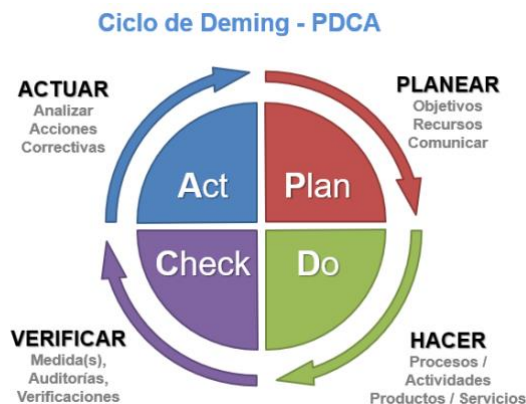 Ciclo de Deming - PDCA
ACTUAR
Analizar
Acciones
Correctivas
PLANEAR
Objetivos
Recursos
Comunicar
Act
Plan
Check
Do
VERIFICAR
Medida(s),
Auditorías,
Verificaciones
HACER
Procesos /
Actividades
Productos / Servicios